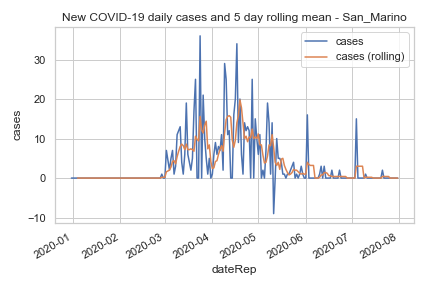 New COVID-19 daily cases and 5 day rolling mean - San_Marino
cases
cases (rolling)
cases
30
20
10
0
−10
2020-01
2020-02
2020-03
2020-04
2020-05
2020-06
2020-07
2020-08
dateRep